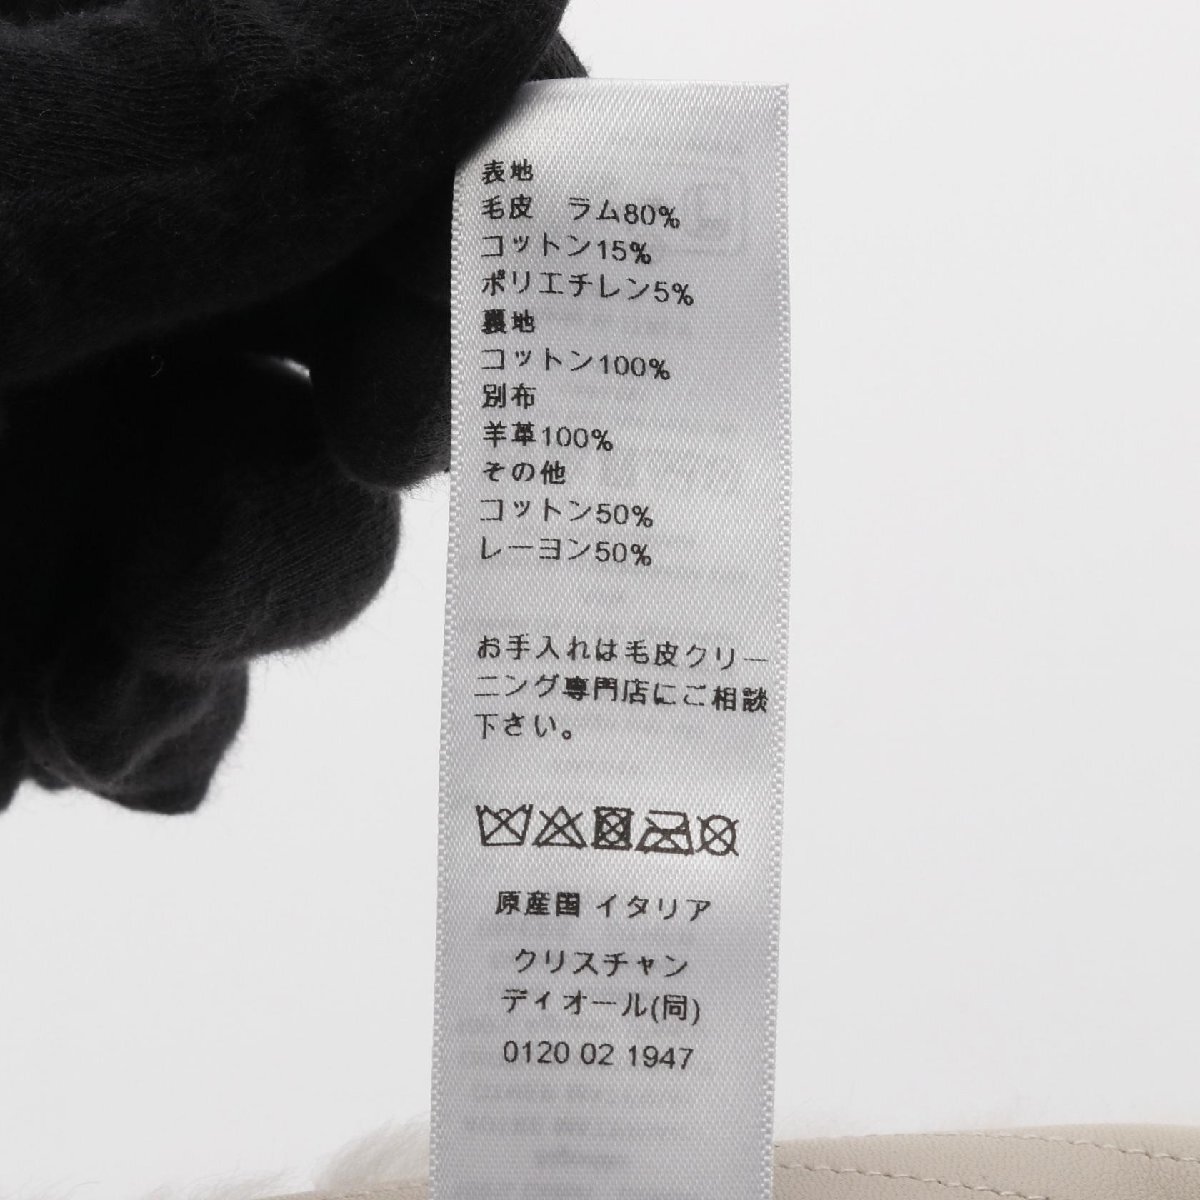 表地
毛皮　ラム80%
コットン15%
ポリエチレン5%
裏地
コットン100%
別布
羊革100%
その他
コットン50%
レーヨン50%
お手入れは毛皮クリー
ニング専門店にご相談
下さい。
原産国 イタリア
クリスチャン
ディオール(同)
0120 02 1947